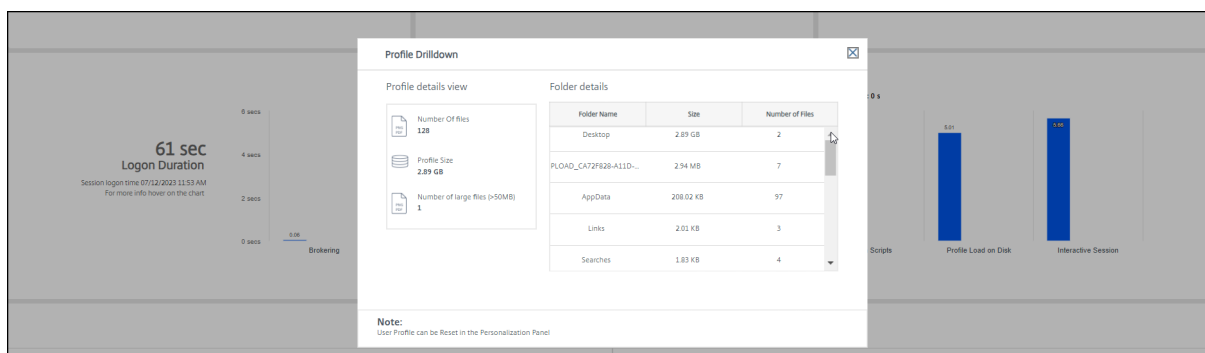 Profile Drilldown
Profile details view
Number Of files
128
Profile Size
2.89 GB
Number of large files (>50MB)
1
Folder details
Folder Name Size Number of Files
Desktop 2.89 GB 2
PLOAD_CA72F828-A11D-... 2.94 MB 7
AppData 208.02 KB 97
Links 2.01 KB 3
Searches 1.83 KB 4
Note:
User Profile can be Reset in the Personalization Panel
61 sec
Logon Duration
Session logon time 07/12/2023 11:53 AM
For more info hover on the chart
6 secs
4 secs
2 secs
0 secs
Brokering
: 0 s
5.01
Scripts
Profile Load on Disk
Interactive Session